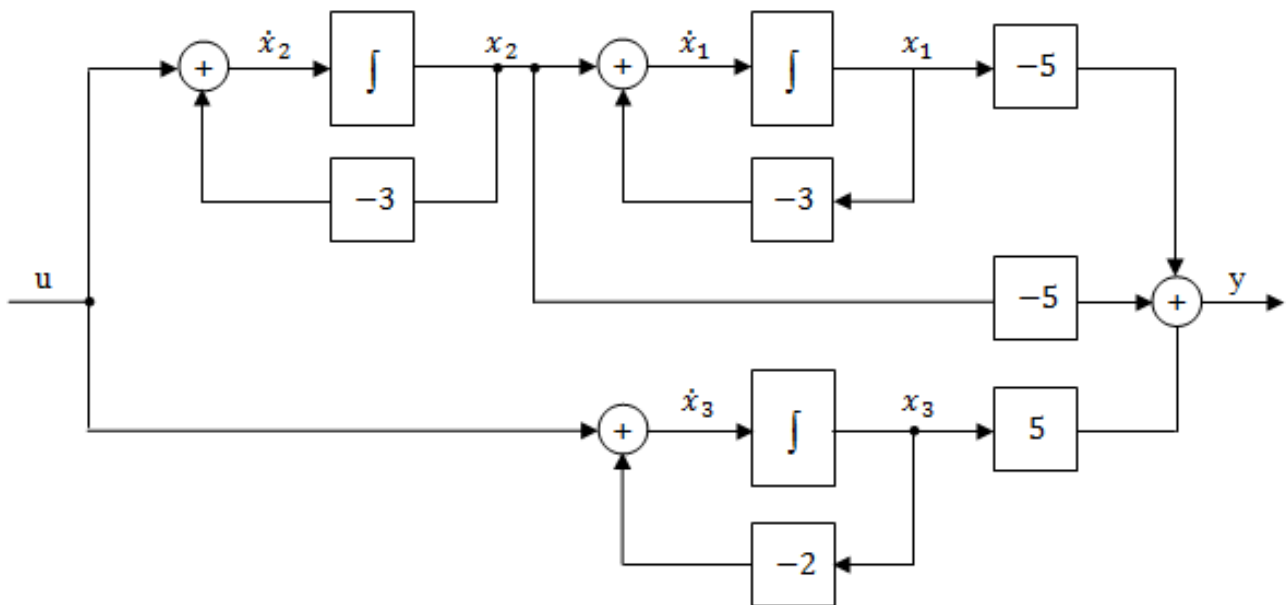 ẋ₂ ∫ x₂ ẋ₁ ∫ x₁ −5
+ +
−3 −3
u −5 + y
ẋ₃ ∫ x₃ 5
+
−2